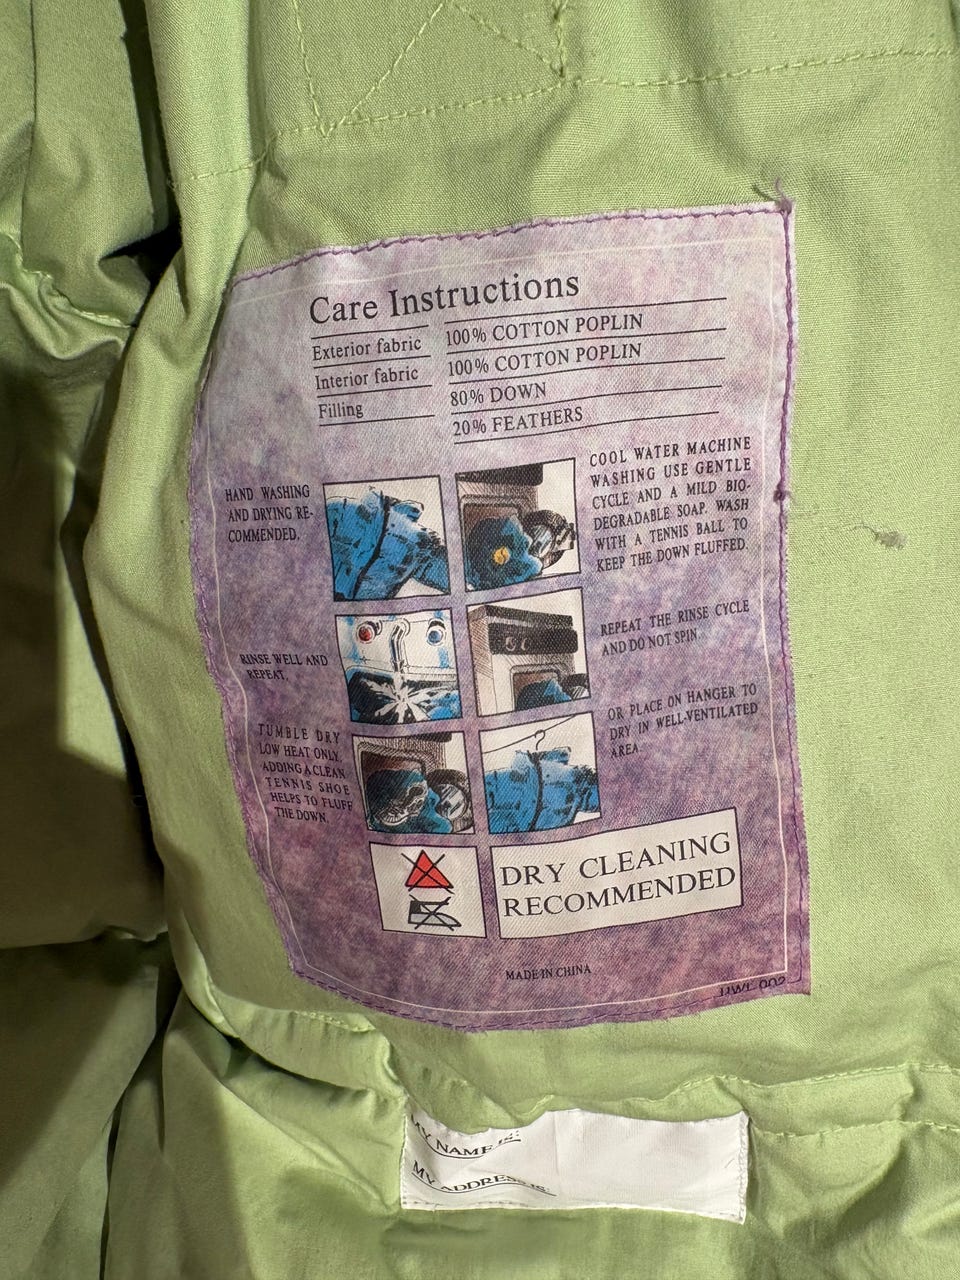 Care Instructions
Exterior fabric 100% COTTON POPLIN
Interior fabric 100% COTTON POPLIN
Filling 80% DOWN
20% FEATHERS
HAND WASHING
AND DRYING RE-
COMMENDED.
COOL WATER MACHINE
WASHING USE GENTLE
CYCLE AND A MILD BIO-
DEGRADABLE SOAP. WASH
WITH A TENNIS BALL TO
KEEP THE DOWN FLUFFED.
RINSE WELL AND
REPEAT.
REPEAT THE RINSE CYCLE
AND DO NOT SPIN
TUMBLE DRY
LOW HEAT ONLY.
ADDING A CLEAN
TENNIS SHOE
HELPS TO FLUFF
THE DOWN.
OR PLACE ON HANGER TO
DRY IN WELL-VENTILATED
AREA.
DRY CLEANING
RECOMMENDED
MADE IN CHINA
MY NAME IS:
MY ADDRESS IS: